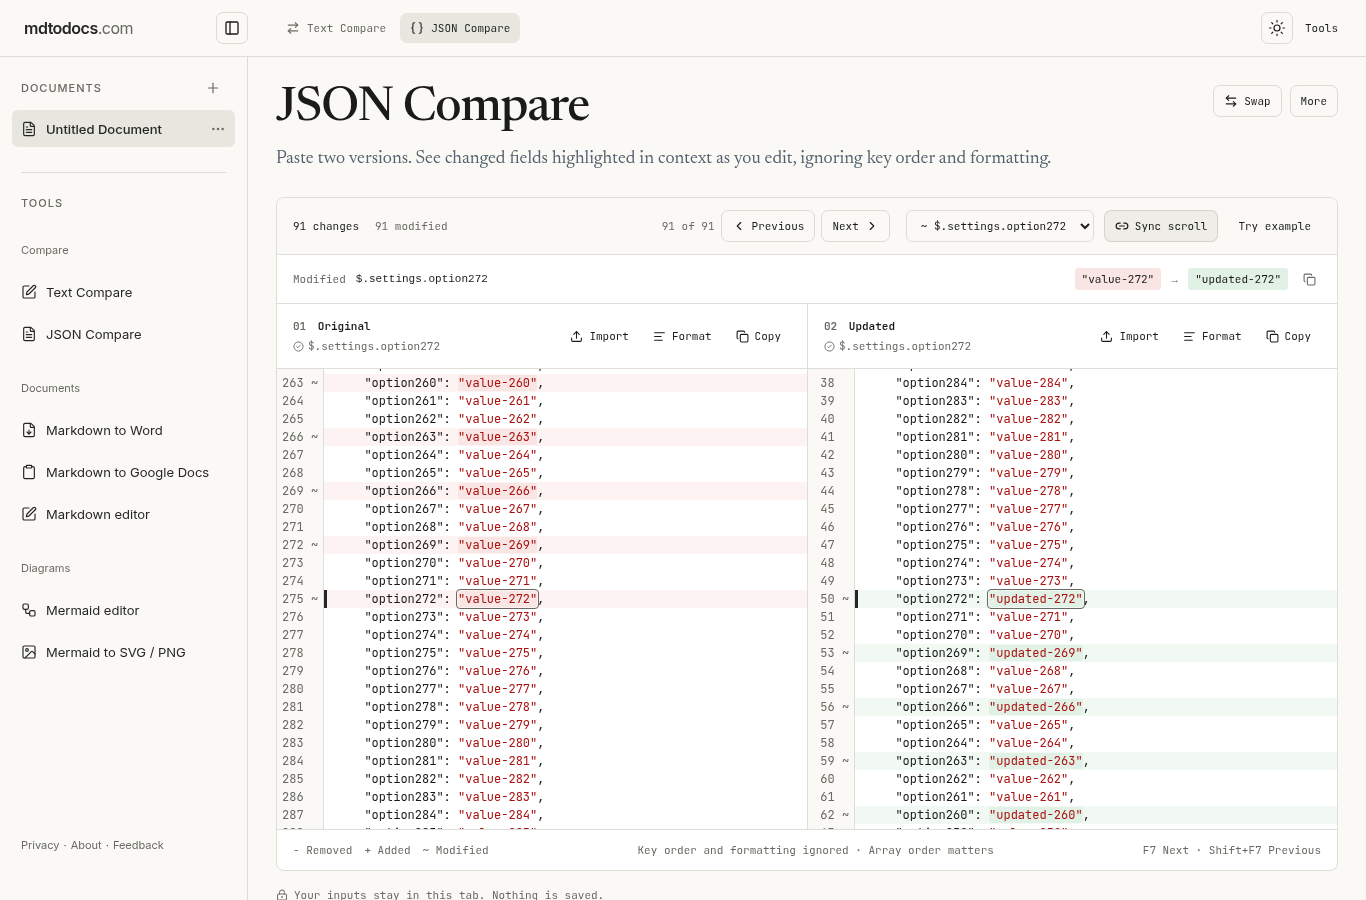 mdtodocs.com
Text Compare
{} JSON Compare
Tools
DOCUMENTS
Untitled Document
TOOLS
Compare
Text Compare
JSON Compare
Documents
Markdown to Word
Markdown to Google Docs
Markdown editor
Diagrams
Mermaid editor
Mermaid to SVG / PNG
Privacy · About · Feedback
JSON Compare
Swap
More
Paste two versions. See changed fields highlighted in context as you edit, ignoring key order and formatting.
91 changes 91 modified
91 of 91
Previous
Next
~ $.settings.option272
Sync scroll
Try example
Modified $.settings.option272
"value-272" → "updated-272"
01 Original
$.settings.option272
Import
Format
Copy
263 ~ "option260": "value-260",
264 "option261": "value-261",
265 "option262": "value-262",
266 ~ "option263": "value-263",
267 "option264": "value-264",
268 "option265": "value-265",
269 ~ "option266": "value-266",
270 "option267": "value-267",
271 "option268": "value-268",
272 ~ "option269": "value-269",
273 "option270": "value-270",
274 "option271": "value-271",
275 ~ "option272": "value-272",
276 "option273": "value-273",
277 "option274": "value-274",
278 "option275": "value-275",
279 "option276": "value-276",
280 "option277": "value-277",
281 "option278": "value-278",
282 "option279": "value-279",
283 "option280": "value-280",
284 "option281": "value-281",
285 "option282": "value-282",
286 "option283": "value-283",
287 "option284": "value-284",
02 Updated
$.settings.option272
Import
Format
Copy
38 "option284": "value-284",
39 "option283": "value-283",
40 "option282": "value-282",
41 "option281": "value-281",
42 "option280": "value-280",
43 "option279": "value-279",
44 "option278": "value-278",
45 "option277": "value-277",
46 "option276": "value-276",
47 "option275": "value-275",
48 "option274": "value-274",
49 "option273": "value-273",
50 ~ "option272": "updated-272",
51 "option271": "value-271",
52 "option270": "value-270",
53 ~ "option269": "updated-269",
54 "option268": "value-268",
55 "option267": "value-267",
56 ~ "option266": "updated-266",
57 "option265": "value-265",
58 "option264": "value-264",
59 ~ "option263": "updated-263",
60 "option262": "value-262",
61 "option261": "value-261",
62 ~ "option260": "updated-260",
- Removed + Added ~ Modified
Key order and formatting ignored · Array order matters
F7 Next · Shift+F7 Previous
Your inputs stay in this tab. Nothing is saved.